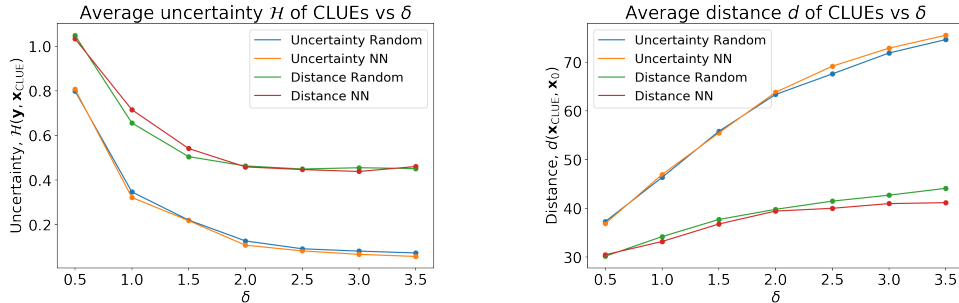 Average uncertainty ℋ of CLUEs vs δ
Uncertainty, ℋ(y, x_CLUE)
1.0
0.8
0.6
0.4
0.2
Uncertainty Random
Uncertainty NN
Distance Random
Distance NN
0.5 1.0 1.5 2.0 2.5 3.0 3.5
δ
Average distance d of CLUEs vs δ
Distance, d(x_CLUE, x_0)
70
60
50
40
30
Uncertainty Random
Uncertainty NN
Distance Random
Distance NN
0.5 1.0 1.5 2.0 2.5 3.0 3.5
δ